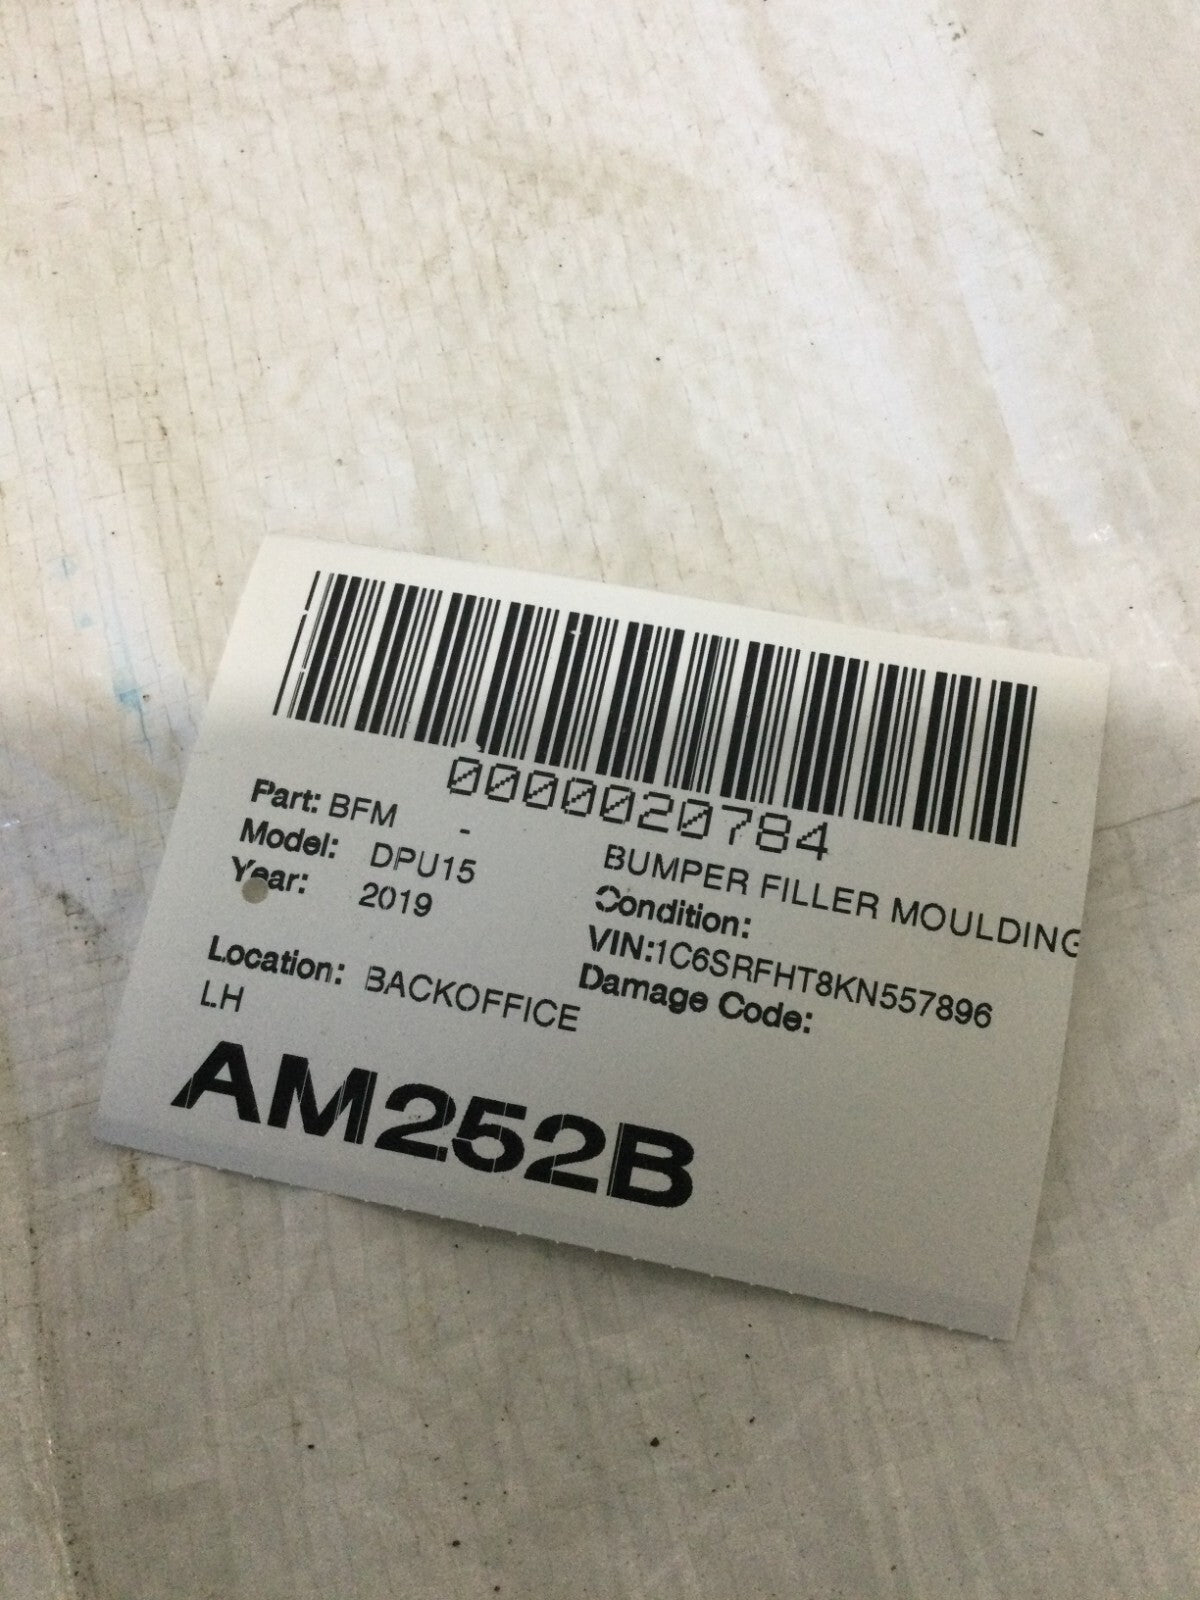 0000020784
Part: BFM - BUMPER FILLER MOULDING
Model: DPU15 Condition:
Year: 2019 VIN:1C6SRFHT8KN557896
Damage Code:
Location: BACKOFFICE
LH
AM252B